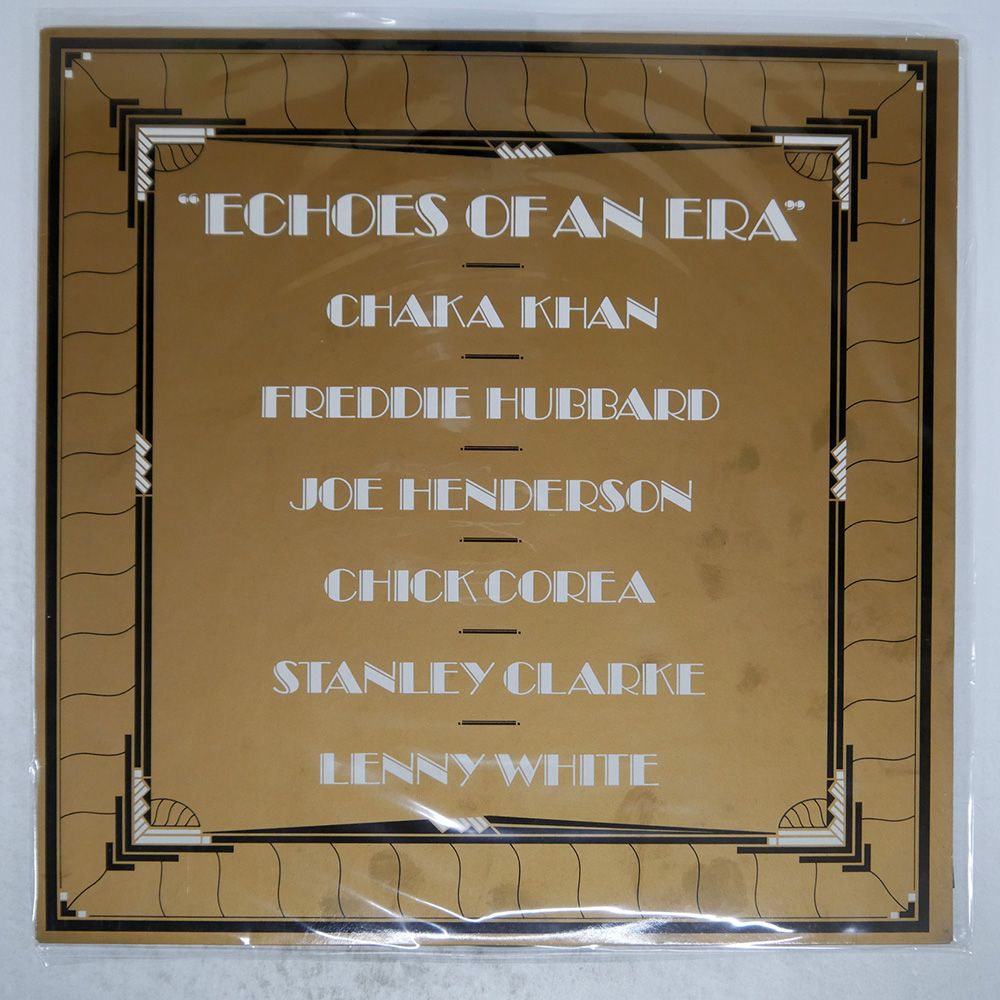 “ECHOES OF AN ERA”
CHAKA KHAN
FREDDIE HUBBARD
JOE HENDERSON
CHICK COREA
STANLEY CLARKE
LENNY WHITE